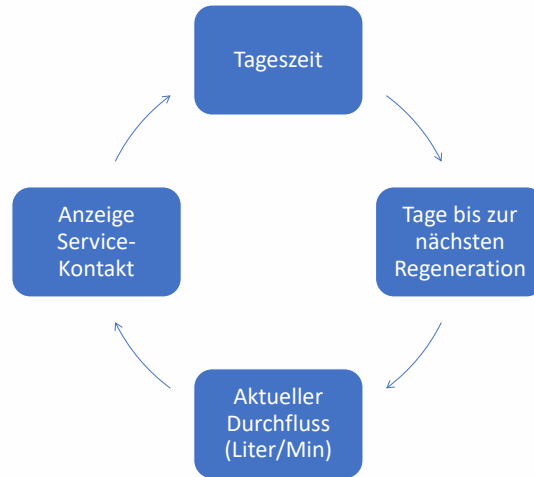 Tageszeit
Tage bis zur
nächsten
Regeneration
Aktueller
Durchfluss
(Liter/Min)
Anzeige
Service-
Kontakt